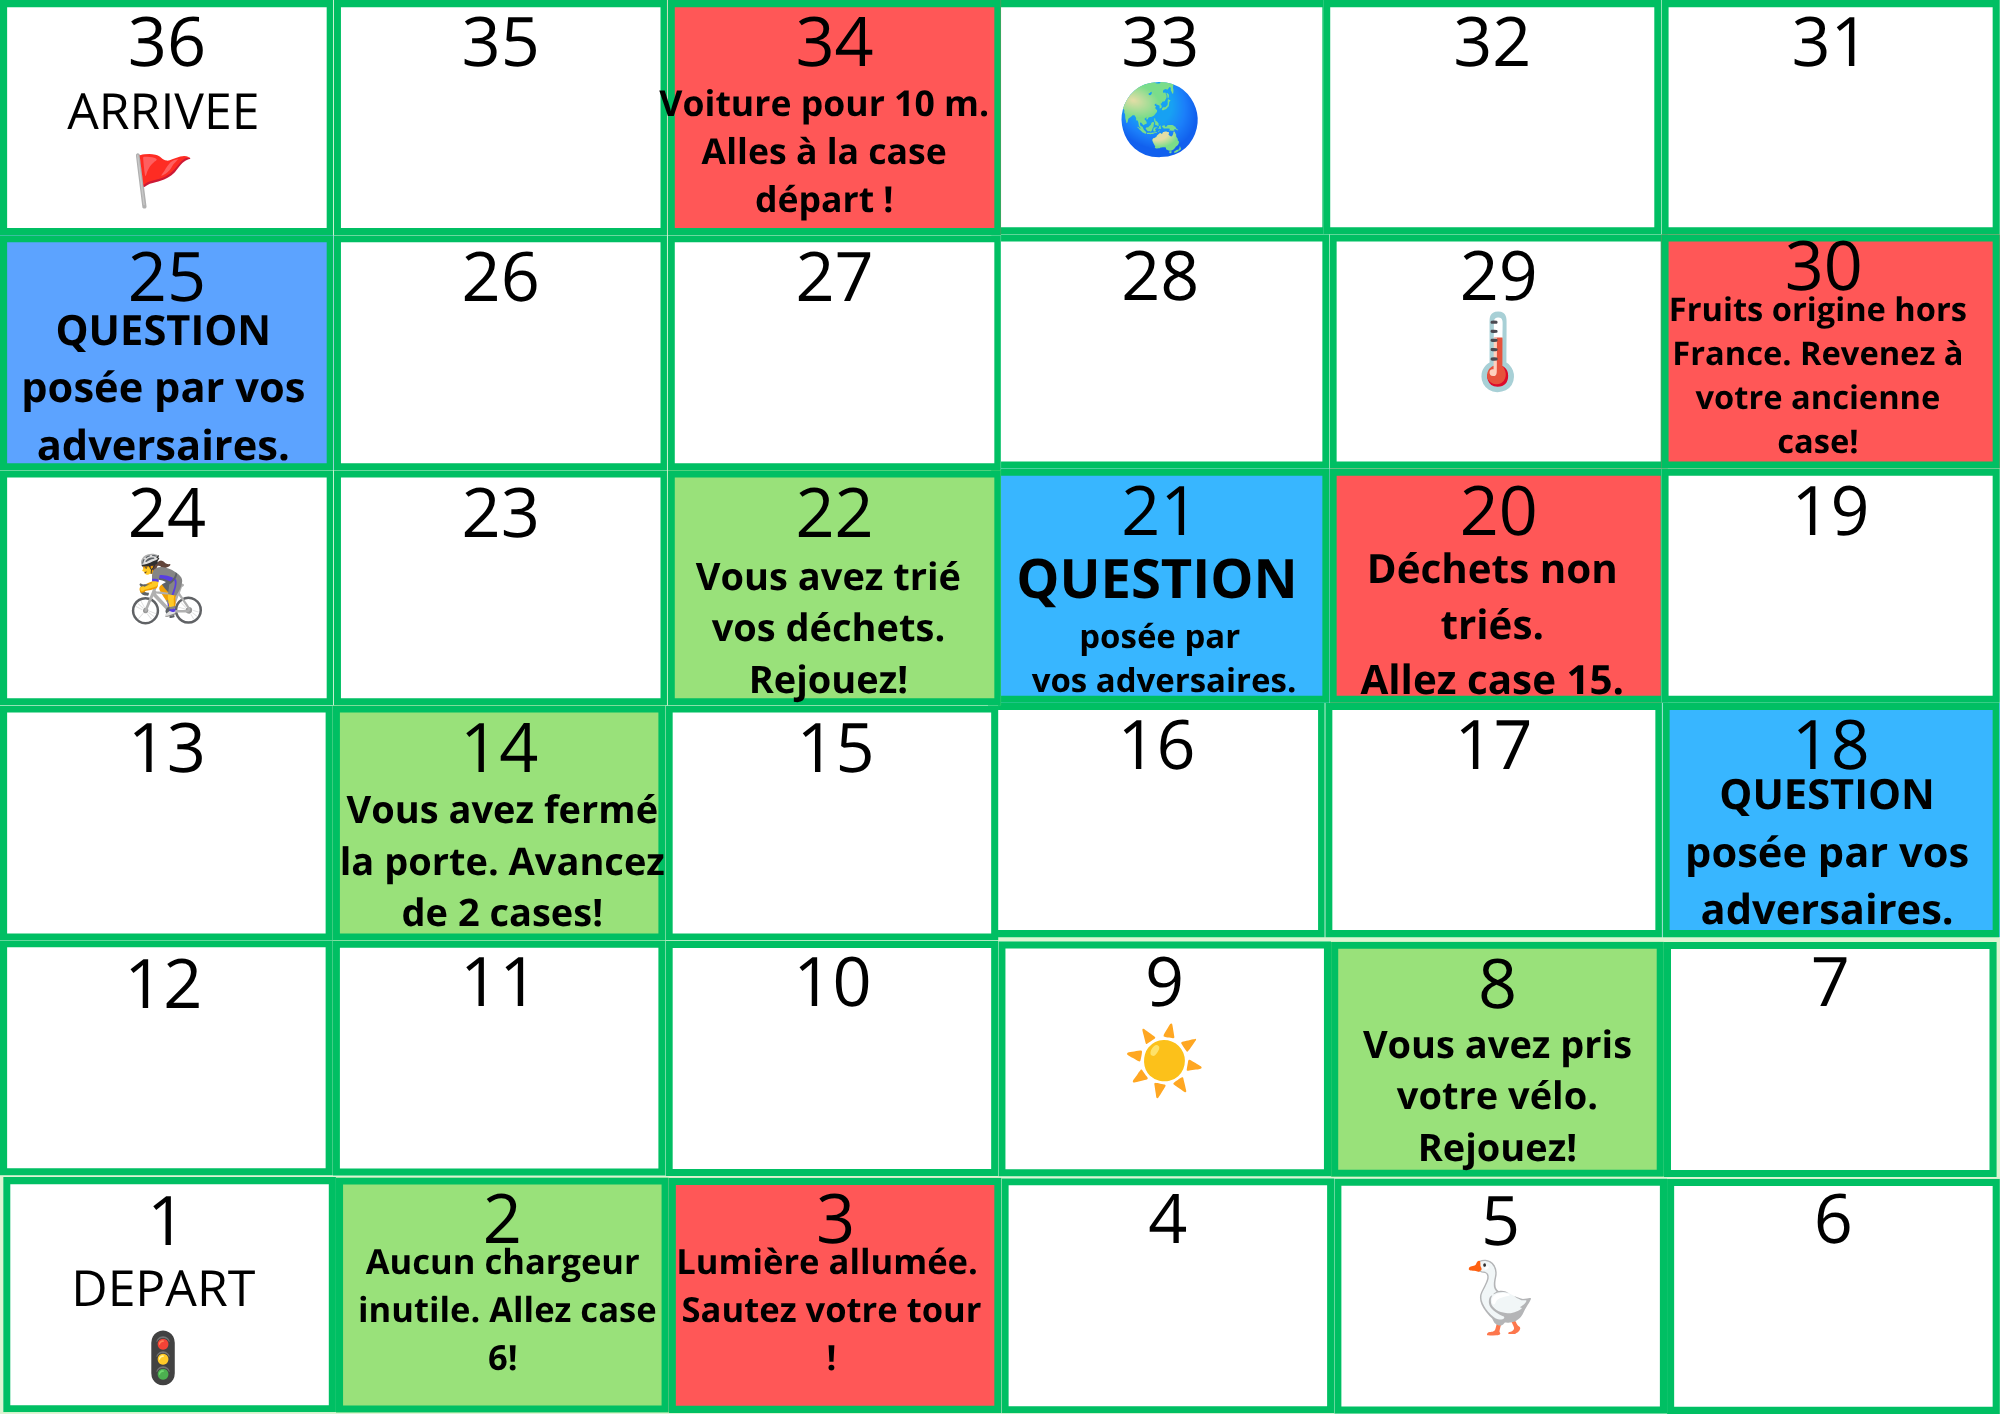 36
ARRIVEE
35
34
Voiture pour 10 m.
Alles à la case
départ !
33
32
31
25
QUESTION
posée par vos
adversaires.
26
27
28
29
30
Fruits origine hors
France. Revenez à
votre ancienne
case!
24
23
22
Vous avez trié
vos déchets.
Rejouez!
21
QUESTION
posée par
vos adversaires.
20
Déchets non
triés.
Allez case 15.
19
13
14
Vous avez fermé
la porte. Avancez
de 2 cases!
15
16
17
18
QUESTION
posée par vos
adversaires.
12
11
10
9
8
Vous avez pris
votre vélo.
Rejouez!
7
1
DEPART
2
Aucun chargeur
inutile. Allez case
6!
3
Lumière allumée.
Sautez votre tour
!
4
5
6